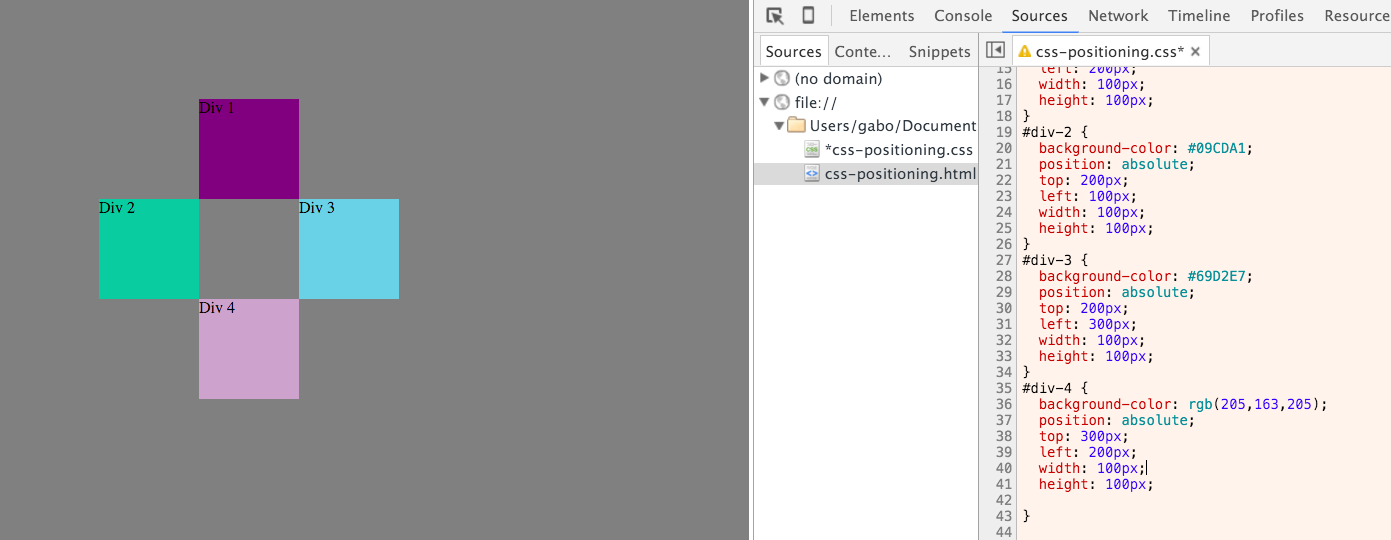 Div 1
Div 2
Div 3
Div 4
Elements Console Sources Network Timeline Profiles Resource
Sources Conte... Snippets
css-positioning.css* ×
(no domain)
file://
Users/gabo/Document
*css-positioning.css
css-positioning.html
15 left: 200px;
16 width: 100px;
17 height: 100px;
18 }
19 #div-2 {
20 background-color: #09CDA1;
21 position: absolute;
22 top: 200px;
23 left: 100px;
24 width: 100px;
25 height: 100px;
26 }
27 #div-3 {
28 background-color: #69D2E7;
29 position: absolute;
30 top: 200px;
31 left: 300px;
32 width: 100px;
33 height: 100px;
34 }
35 #div-4 {
36 background-color: rgb(205,163,205);
37 position: absolute;
38 top: 300px;
39 left: 200px;
40 width: 100px;
41 height: 100px;
42
43 }
44